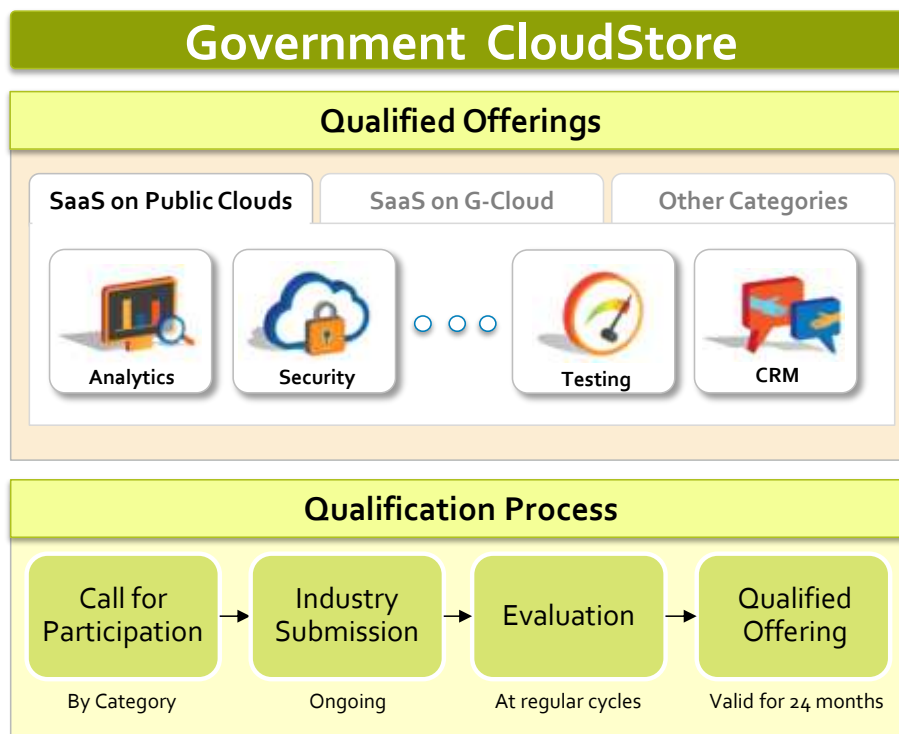 Government CloudStore
Qualified Offerings
SaaS on Public Clouds
SaaS on G-Cloud
Other Categories
Analytics
Security
Testing
CRM
Qualification Process
Call for
Participation
Industry
Submission
Evaluation
Qualified
Offering
By Category
Ongoing
At regular cycles
Valid for 24 months